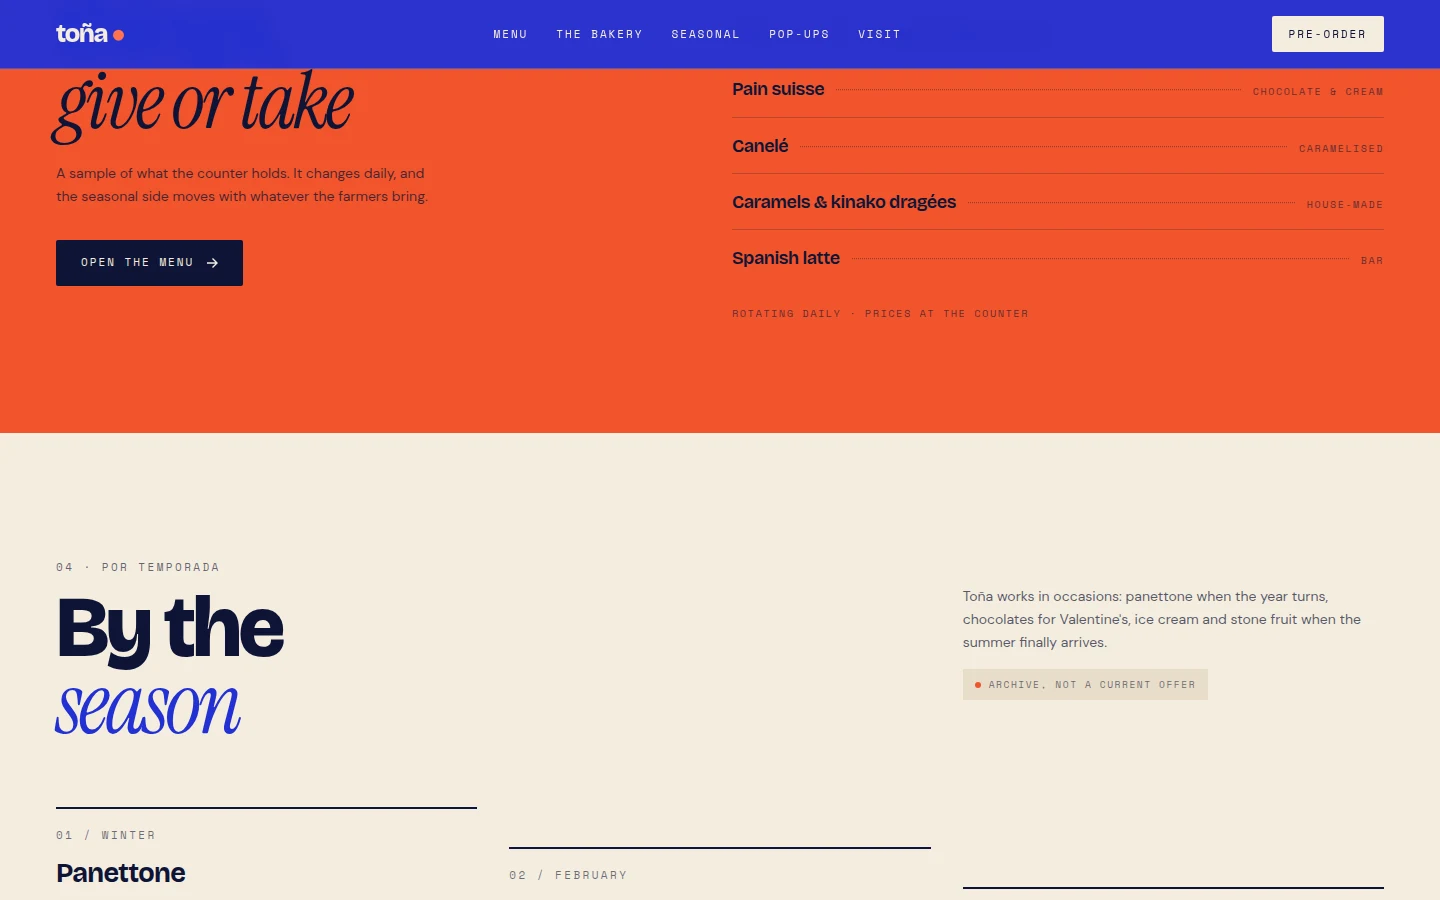 toña
MENU
THE BAKERY
SEASONAL
POP-UPS
VISIT
PRE-ORDER
give or take
A sample of what the counter holds. It changes daily, and
the seasonal side moves with whatever the farmers bring.
OPEN THE MENU →
Pain suisse CHOCOLATE & CREAM
Canelé CARAMELISED
Caramels & kinako dragées HOUSE-MADE
Spanish latte BAR
ROTATING DAILY · PRICES AT THE COUNTER
04 · POR TEMPORADA
By the
season
Toña works in occasions: panettone when the year turns,
chocolates for Valentine's, ice cream and stone fruit when the
summer finally arrives.
ARCHIVE, NOT A CURRENT OFFER
01 / WINTER
Panettone
02 / FEBRUARY